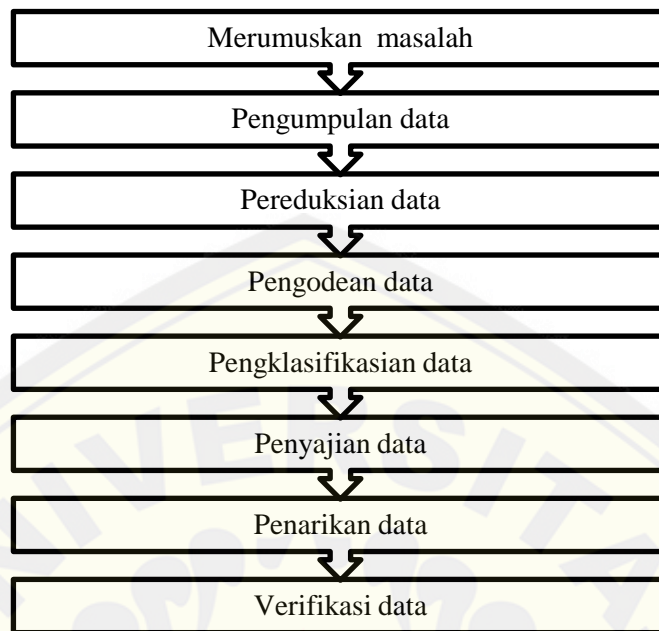 Merumuskan masalah
Pengumpulan data
Pereduksian data
Pengodean data
Pengklasifikasian data
Penyajian data
Penarikan data
Verifikasi data